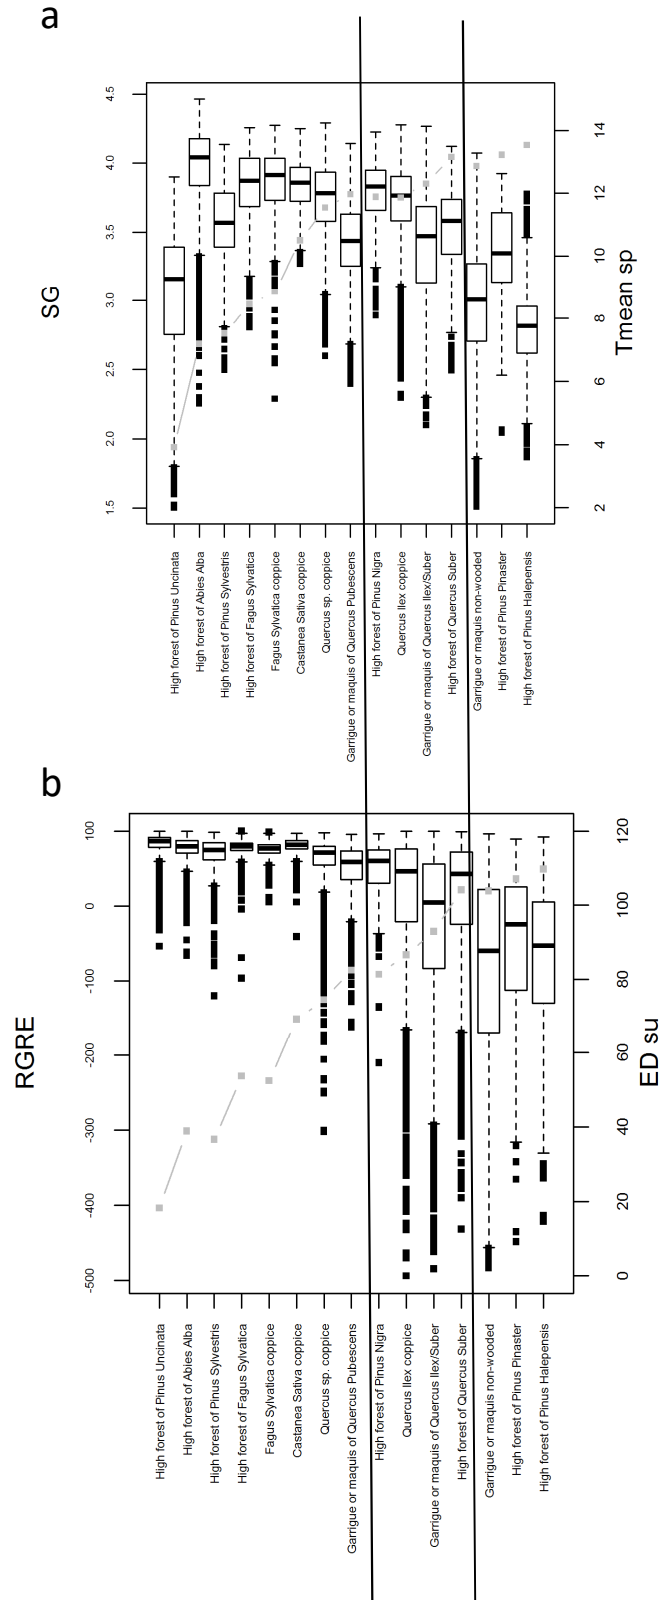 a
SG
4.5
4.0
3.5
3.0
2.5
2.0
1.5
14
12
10
8
6
4
2
Tmean sp
High forest of Pinus Uncinata
High forest of Abies Alba
High forest of Pinus Sylvestris
High forest of Fagus Sylvatica
Fagus Sylvatica coppice
Castanea Sativa coppice
Quercus sp. coppice
Garrigue or maquis of Quercus Pubescens
High forest of Pinus Nigra
Quercus Ilex coppice
Garrigue or maquis of Quercus Ilex/Suber
High forest of Quercus Suber
Garrigue or maquis non-wooded
High forest of Pinus Pinaster
High forest of Pinus Halepensis
b
RGRE
100
0
-100
-200
-300
-400
-500
120
100
80
60
40
20
0
ED su
High forest of Pinus Uncinata
High forest of Abies Alba
High forest of Pinus Sylvestris
High forest of Fagus Sylvatica
Fagus Sylvatica coppice
Castanea Sativa coppice
Quercus sp. coppice
Garrigue or maquis of Quercus Pubescens
High forest of Pinus Nigra
Quercus Ilex coppice
Garrigue or maquis of Quercus Ilex/Suber
High forest of Quercus Suber
Garrigue or maquis non-wooded
High forest of Pinus Pinaster
High forest of Pinus Halepensis